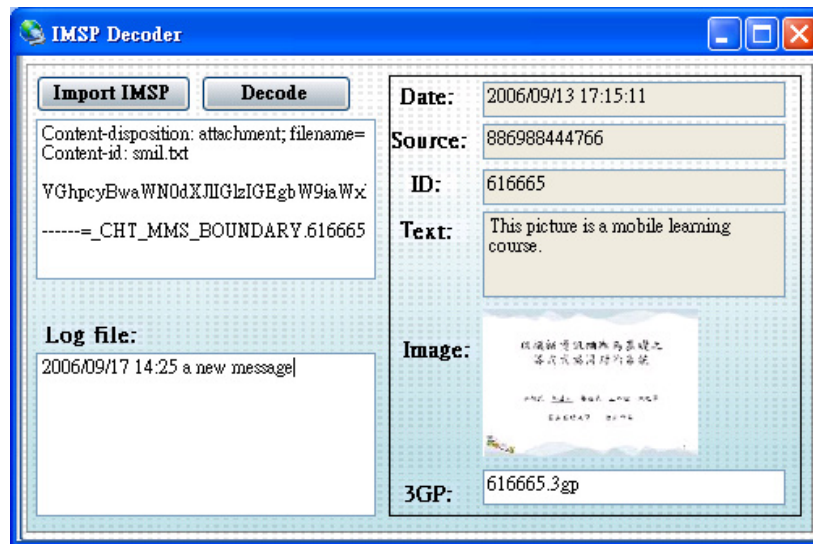 IMSP Decoder
Import IMSP
Decode
Content-disposition: attachment; filename=
Content-id: smil.txt
------=_CHT_MMS_BOUNDARY.616665
Log file:
2006/09/17 14:25 a new message
Date:
2006/09/13 17:15:11
Source:
886988444766
ID:
616665
Text:
This picture is a mobile learning
course.
Image:
3GP:
616665.3gp